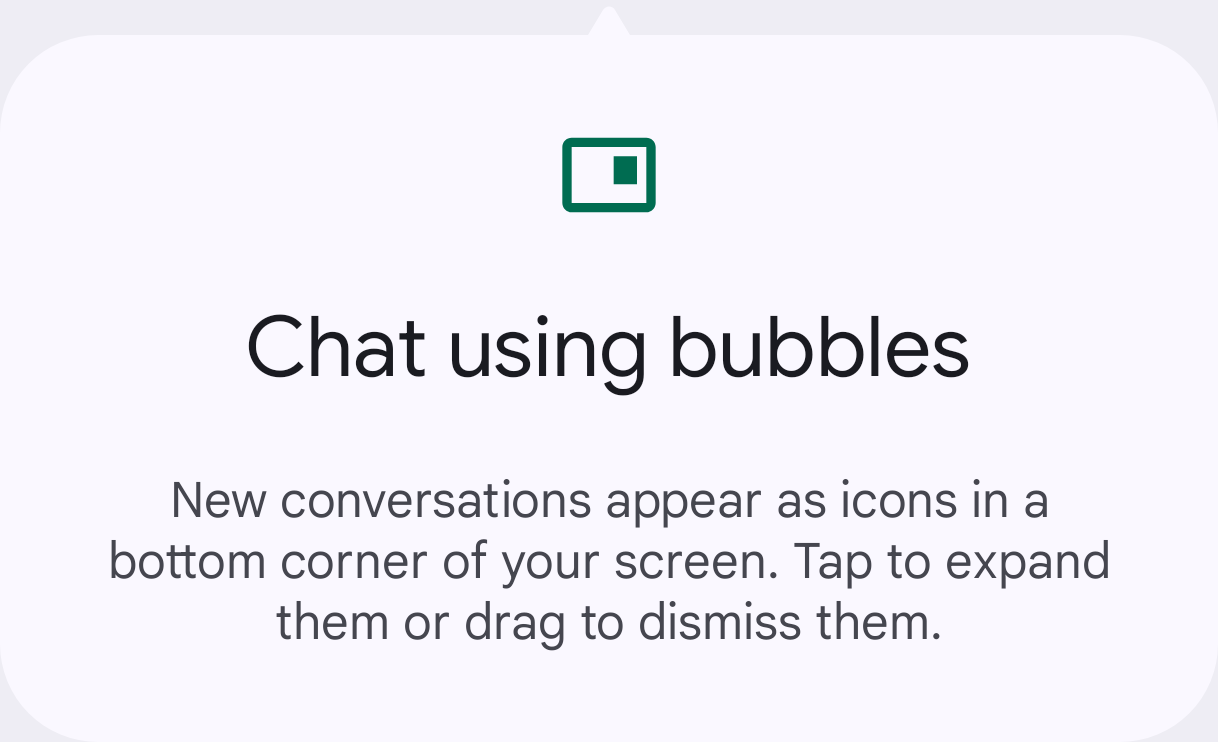 Chat using bubbles
New conversations appear as icons in a
bottom corner of your screen. Tap to expand
them or drag to dismiss them.